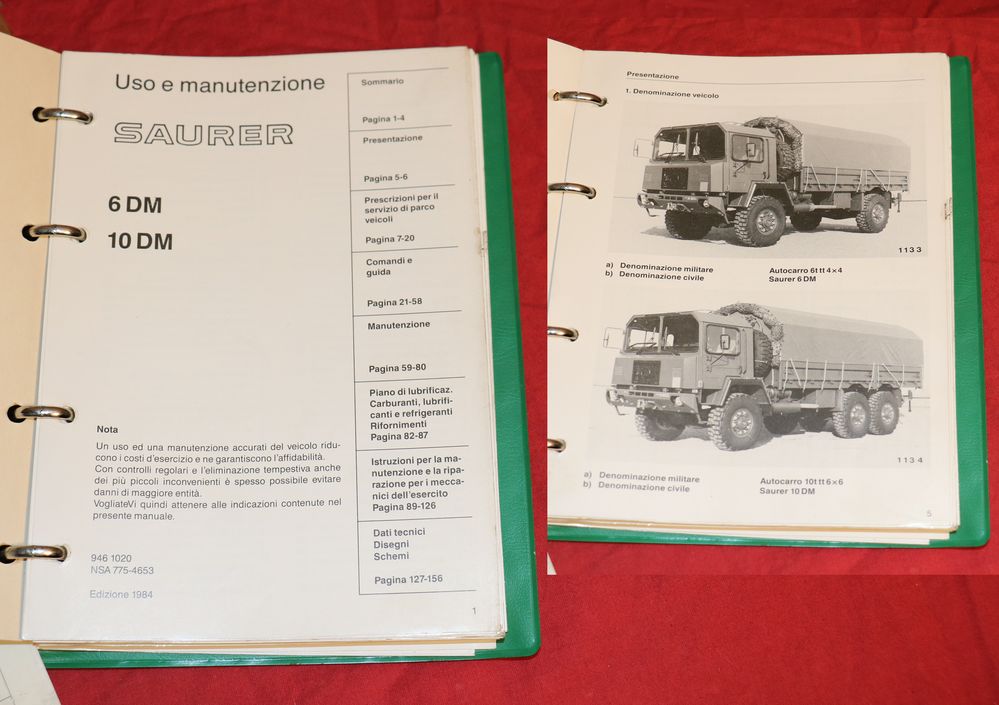 Uso e manutenzione
SAURER
6 DM
10 DM
Nota
Un uso ed una manutenzione accurati del veicolo ridu-
cono i costi d'esercizio e ne garantiscono l'affidabilità.
Con controlli regolari e l'eliminazione tempestiva anche
dei più piccoli inconvenienti è spesso possibile evitare
danni di maggiore entità.
VogliateVi quindi attenere alle indicazioni contenute nel
presente manuale.
946 1020
NSA 775-4653
Edizione 1984
Sommario
Pagina 1-4
Presentazione
Pagina 5-6
Prescrizioni per il
servizio di parco
veicoli
Pagina 7-20
Comandi e
guida
Pagina 21-58
Manutenzione
Pagina 59-80
Piano di lubrificaz.
Carburanti, lubrifi-
canti e refrigeranti
Rifornimenti
Pagina 82-87
Istruzioni per la ma-
nutenzione e la ripa-
razione per i mecca-
nici dell'esercito
Pagina 89-126
Dati tecnici
Disegni
Schemi
Pagina 127-156
1
Presentazione
1. Denominazione veicolo
1133
a) Denominazione militare Autocarro 6t tt 4×4
b) Denominazione civile Saurer 6 DM
1134
a) Denominazione militare Autocarro 10t tt 6×6
b) Denominazione civile Saurer 10 DM
5